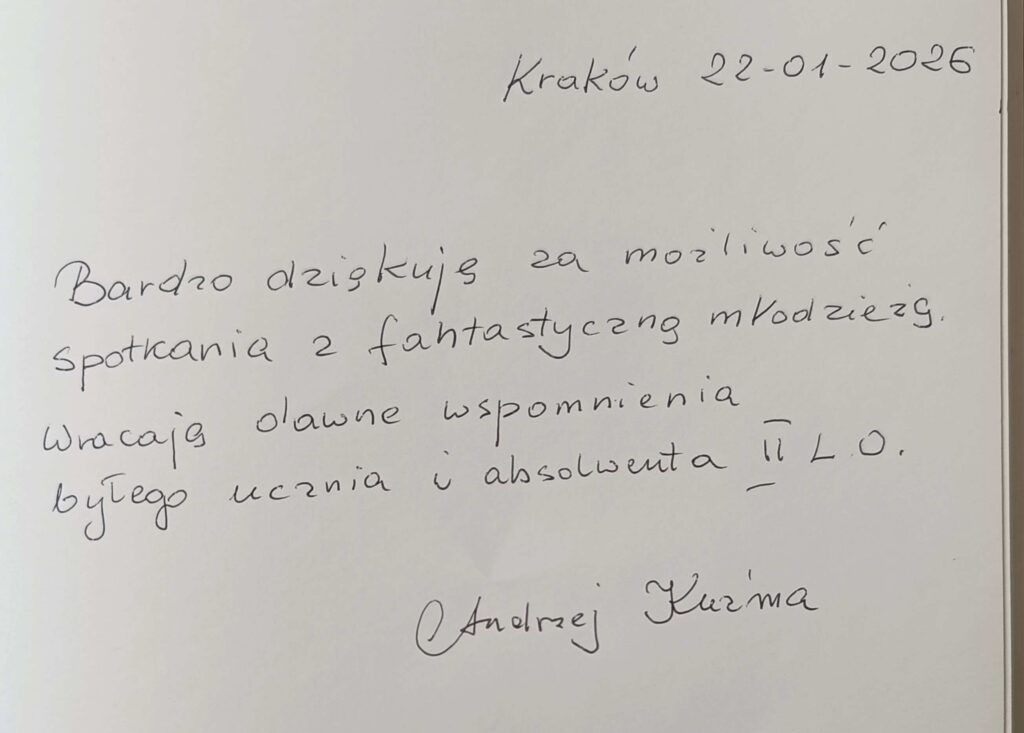 Kraków 22-01-2026
Bardzo dziękuję za możliwość
spotkania z fantastyczną młodzieżą.
Wracają dawne wspomnienia
byłego ucznia i absolwenta II L.O.
Andrzej Kuźma